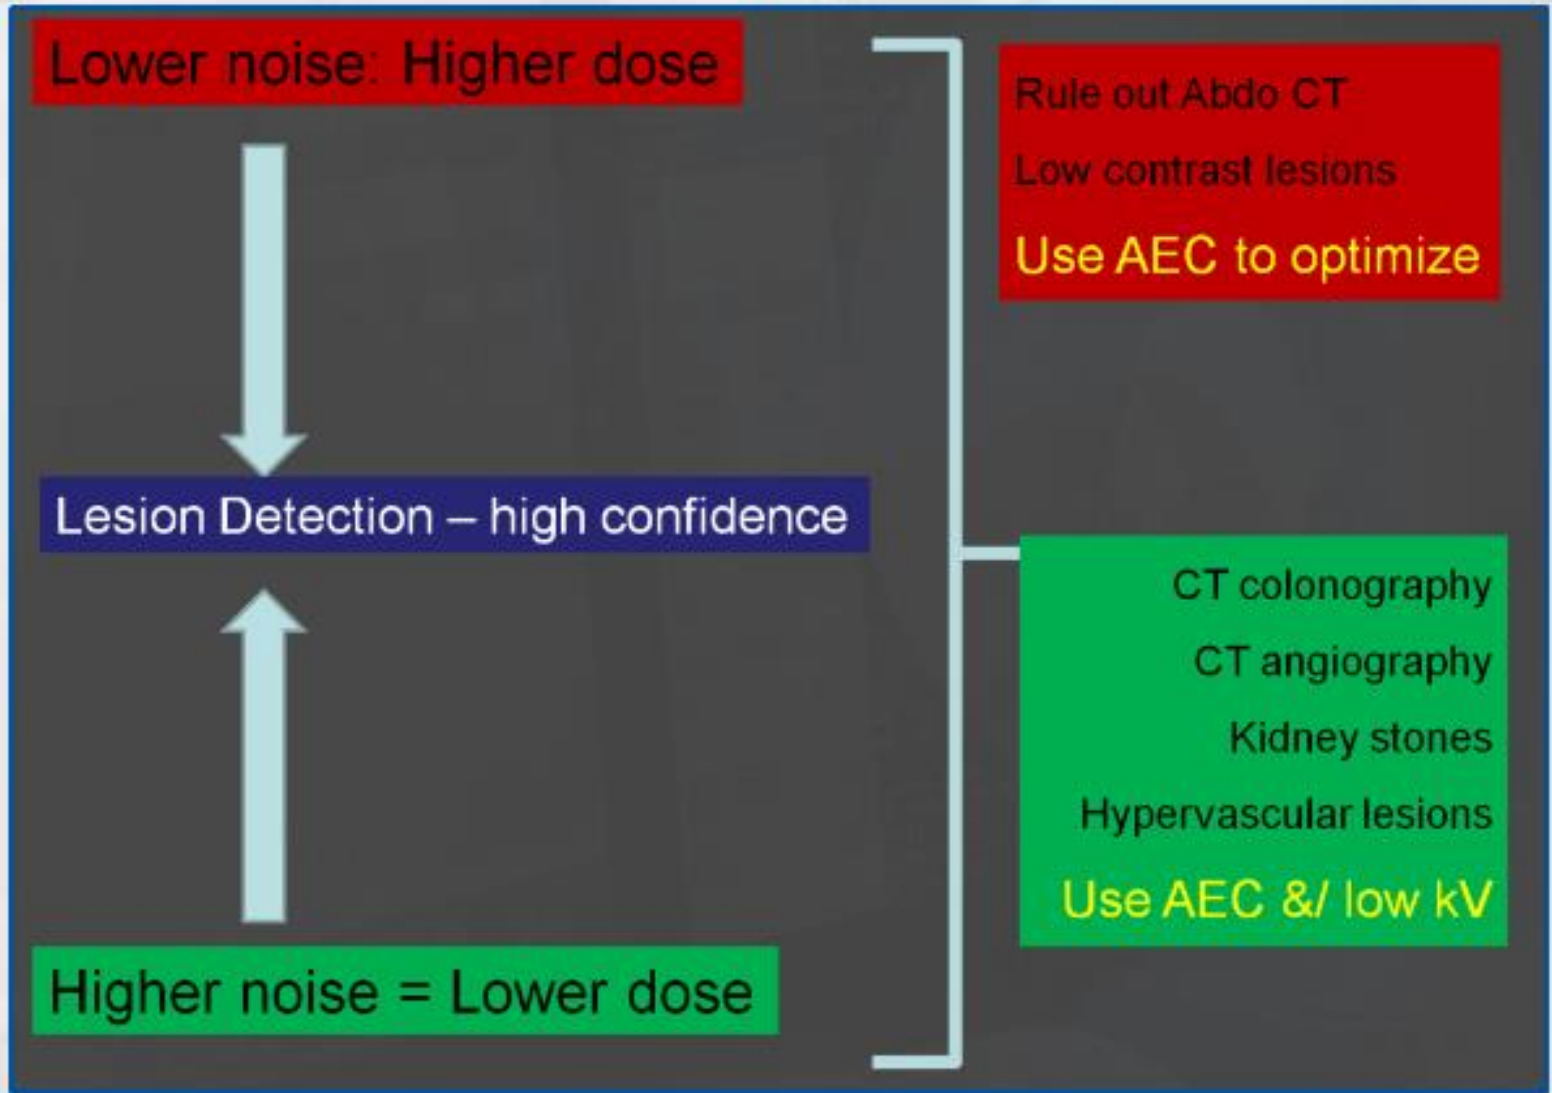 Lower noise: Higher dose
Rule out Abdo CT
Low contrast lesions
Use AEC to optimize
Lesion Detection – high confidence
CT colonography
CT angiography
Kidney stones
Hypervascular lesions
Use AEC &/ low kV
Higher noise = Lower dose